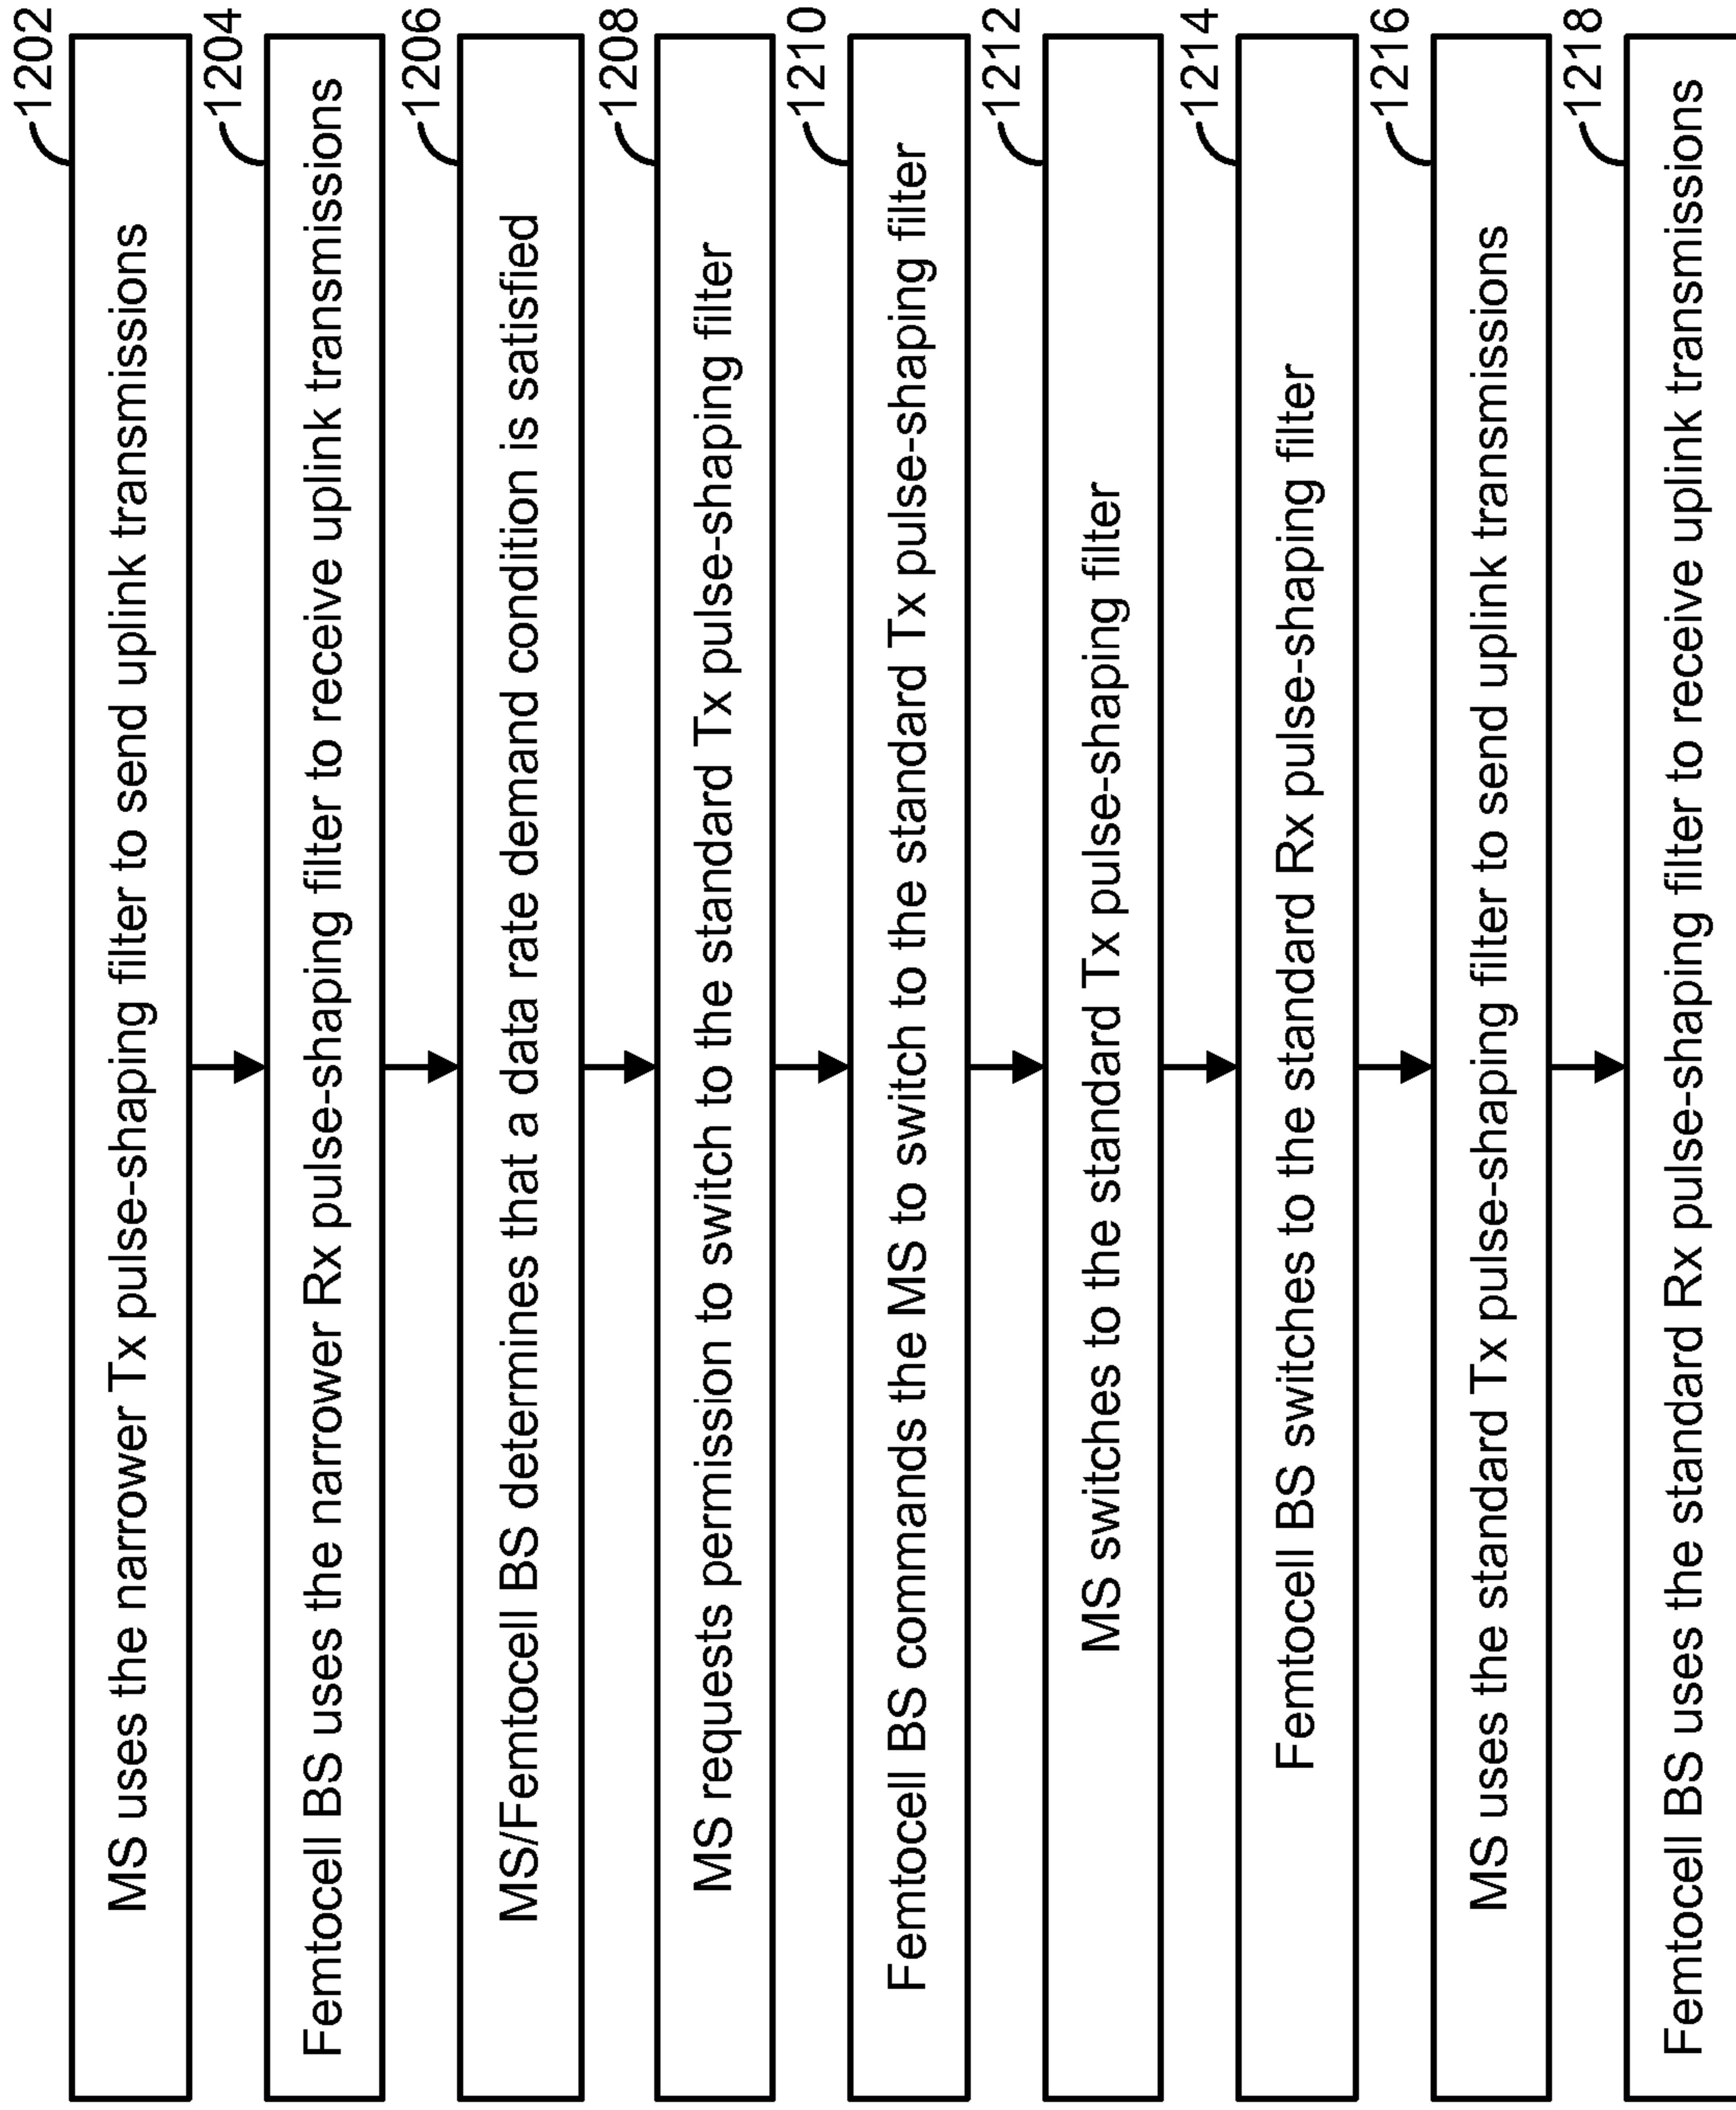 1202
MS uses the narrower Tx pulse-shaping filter to send uplink transmissions
1204
Femtocell BS uses the narrower Rx pulse-shaping filter to receive uplink transmissions
1206
MS/Femtocell BS determines that a data rate demand condition is satisfied
1208
MS requests permission to switch to the standard Tx pulse-shaping filter
1210
Femtocell BS commands the MS to switch to the standard Tx pulse-shaping filter
1212
MS switches to the standard Tx pulse-shaping filter
1214
Femtocell BS switches to the standard Rx pulse-shaping filter
1216
MS uses the standard Tx pulse-shaping filter to send uplink transmissions
1218
Femtocell BS uses the standard Rx pulse-shaping filter to receive uplink transmissions